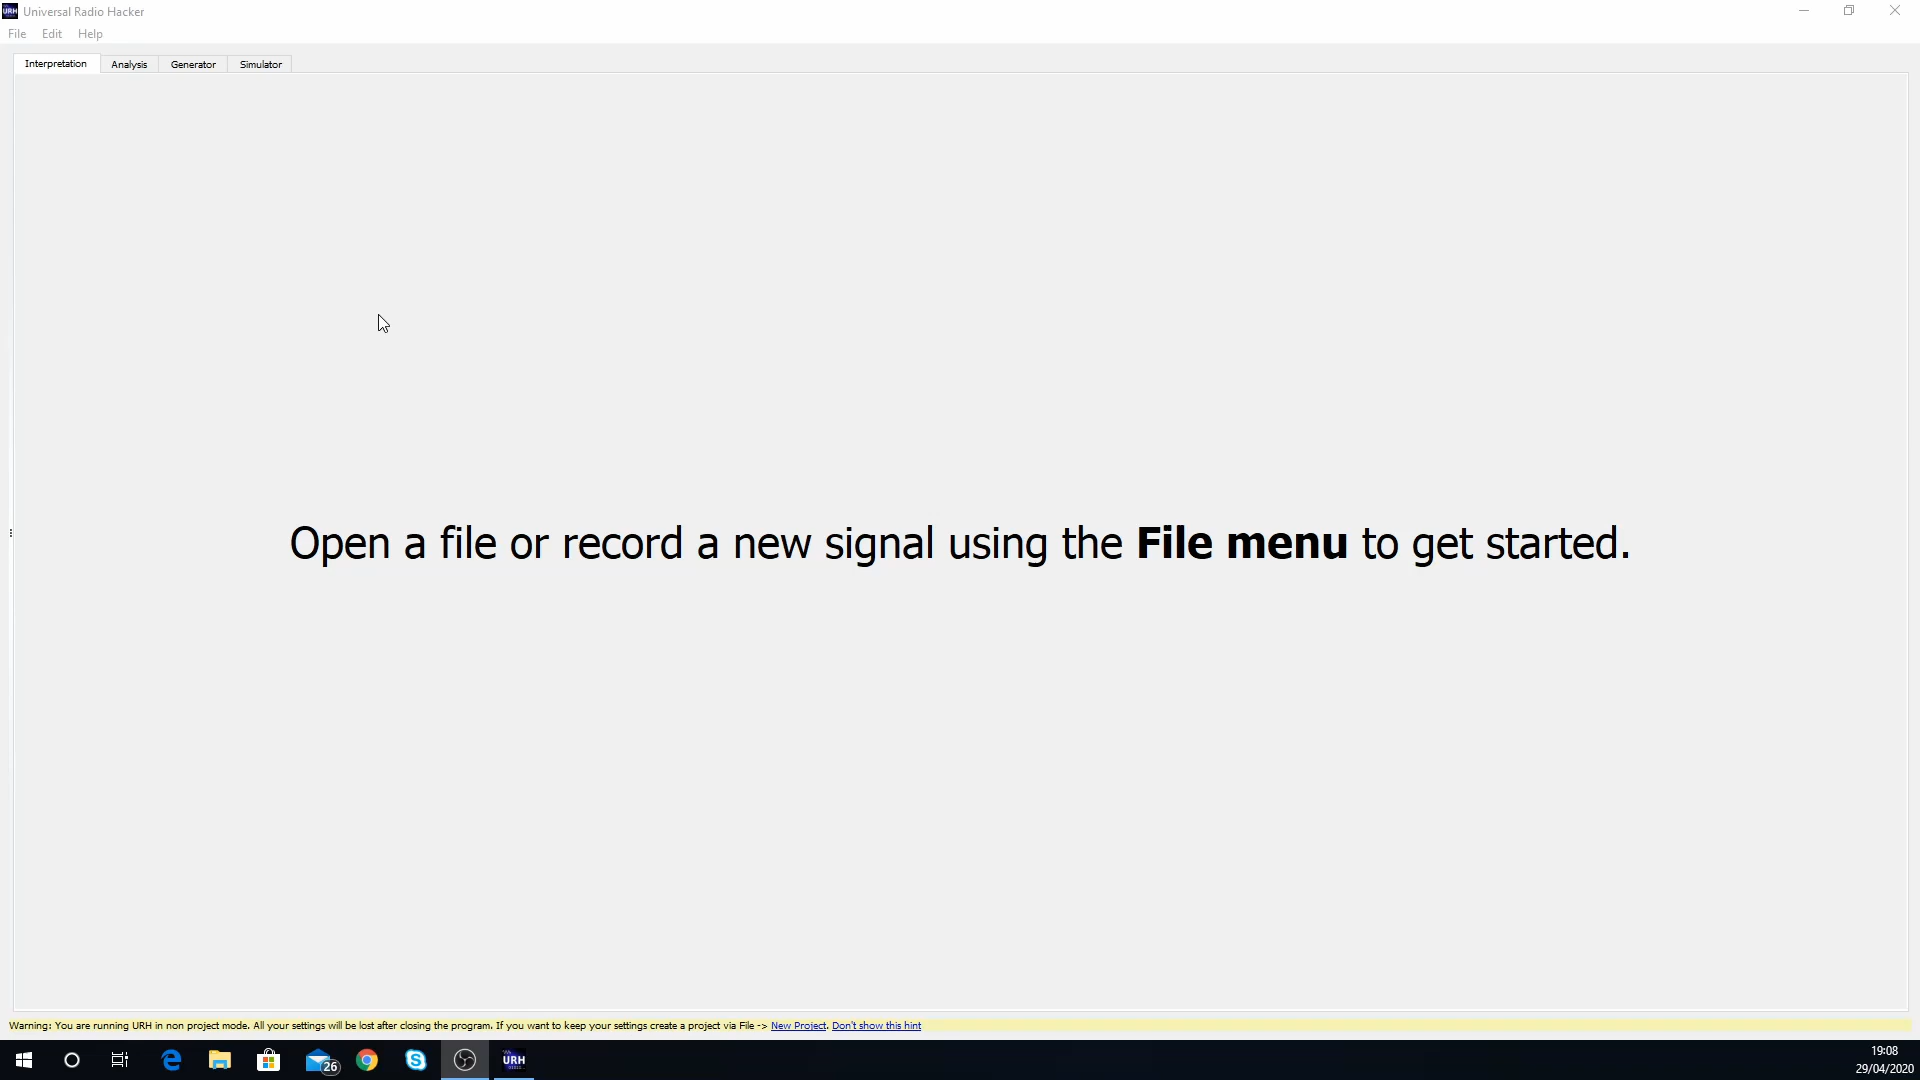 URH Universal Radio Hacker
File Edit Help
Interpretation Analysis Generator Simulator
Open a file or record a new signal using the File menu to get started.
Warning: You are running URH in non project mode. All your settings will be lost after closing the program. If you want to keep your settings create a project via File -> New Project. Don't show this hint
26 URH 19:08
29/04/2020